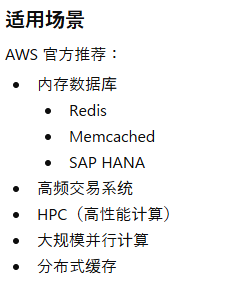 适用场景
AWS 官方推荐：
• 内存数据库
• Redis
• Memcached
• SAP HANA
• 高频交易系统
• HPC（高性能计算）
• 大规模并行计算
• 分布式缓存